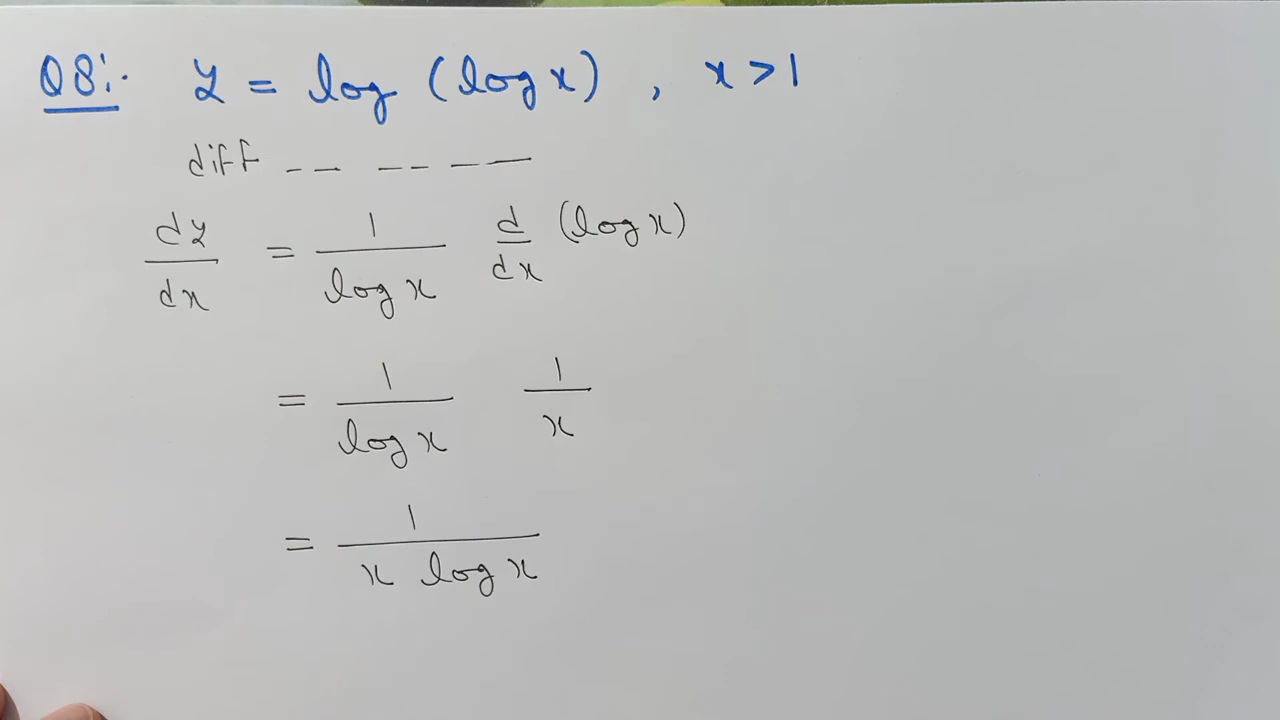 Q8:- y = log (log x) , x > 1
diff -- -- --
dy/dx = 1/log x d/dx (log x)
= 1/log x 1/x
= 1/x log x